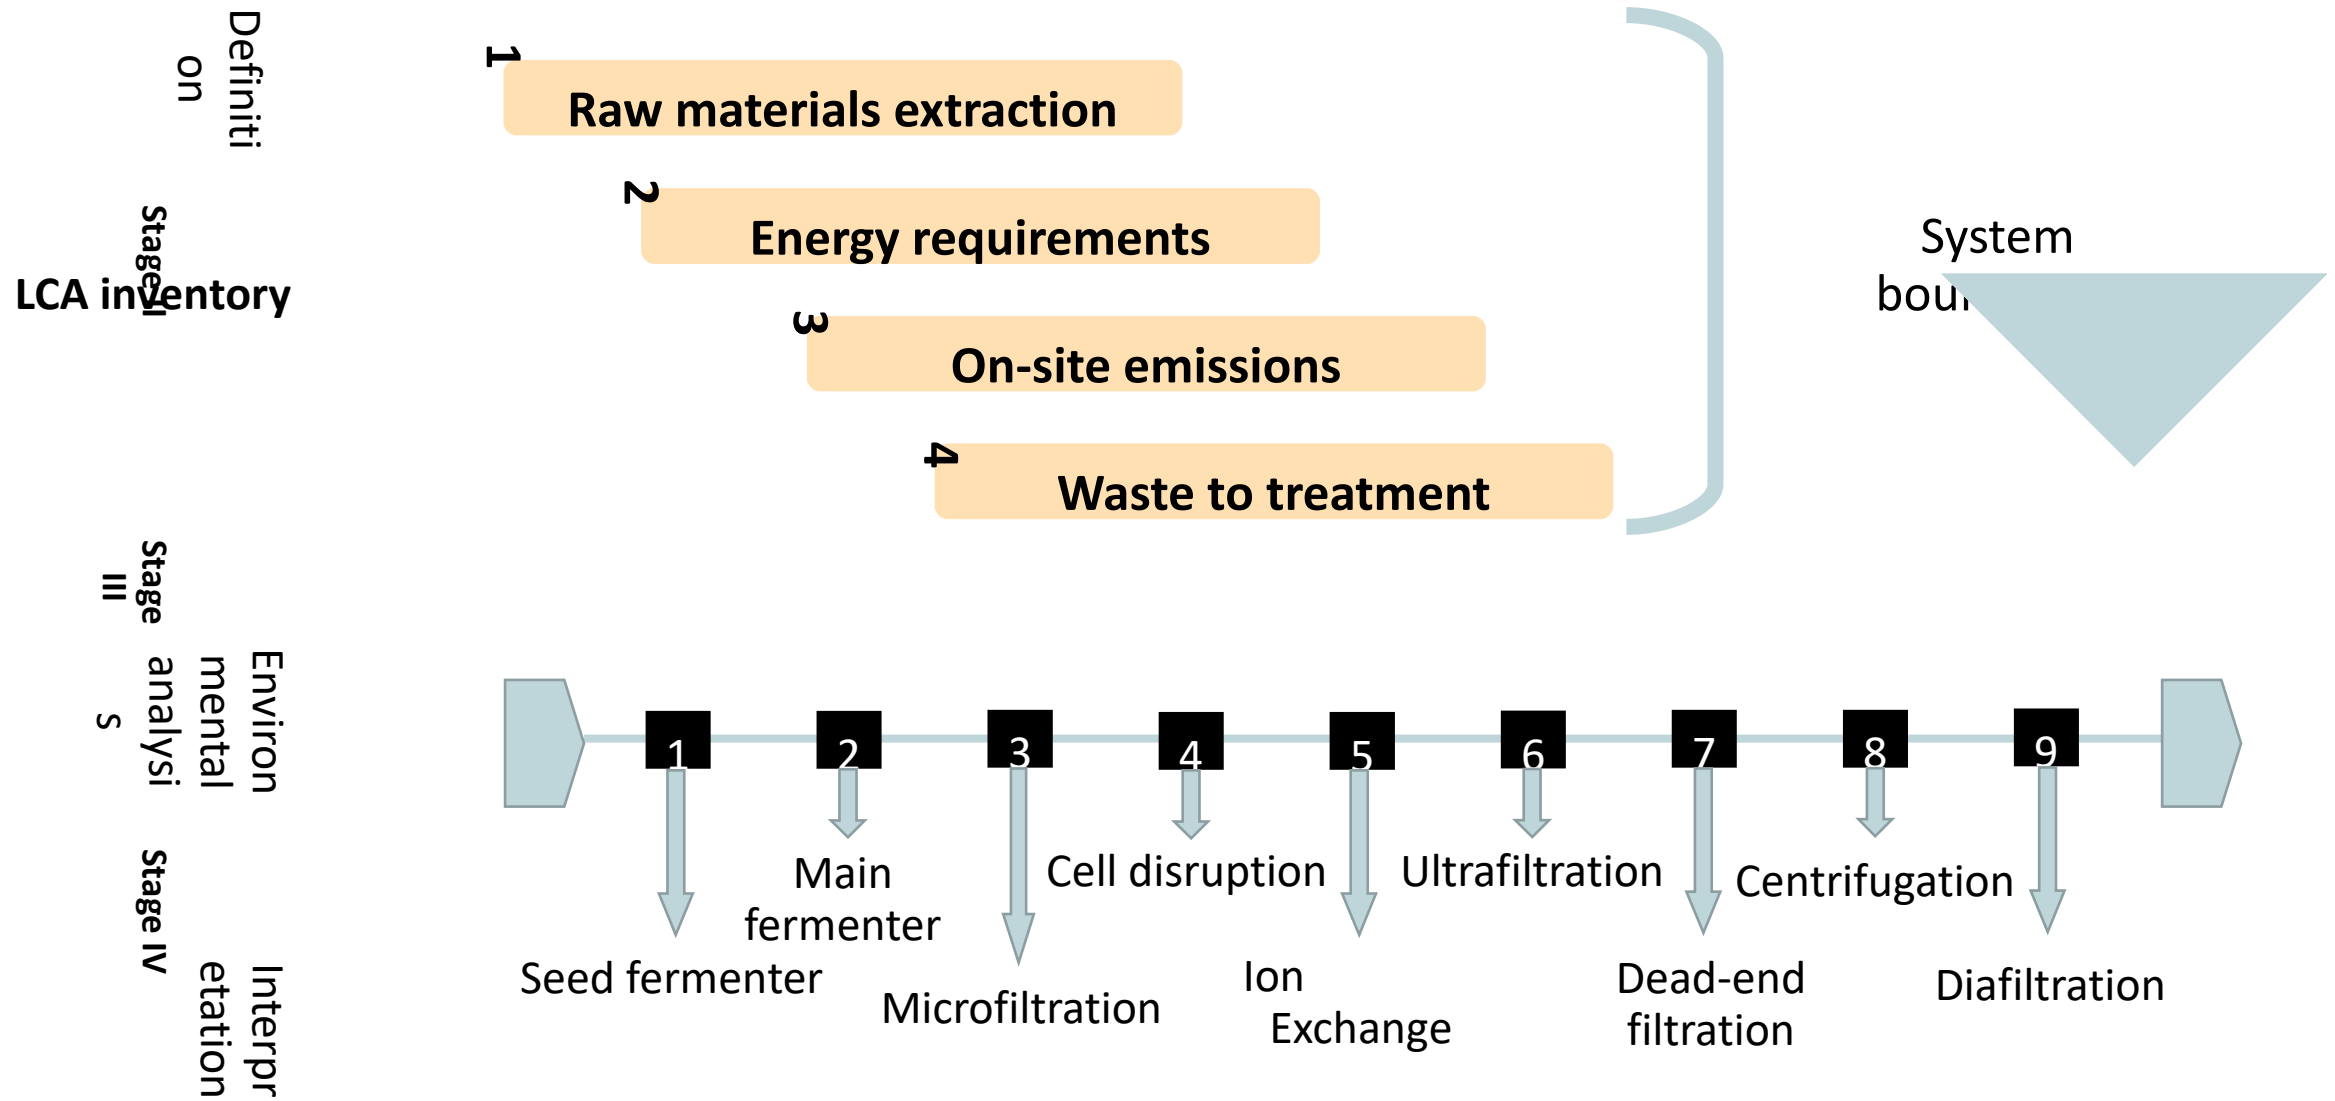 Definiti
on
1
Raw materials extraction
2
Energy requirements
Stage II
LCA inventory
System
3
On-site emissions
4
Waste to treatment
Stage
III
Environ
mental
analysi
s
1
2
3
4
5
6
7
8
9
Stage IV
Interpr
etation
Seed fermenter
Main
fermenter
Microfiltration
Cell disruption
Ion
Exchange
Ultrafiltration
Dead-end
filtration
Centrifugation
Diafiltration